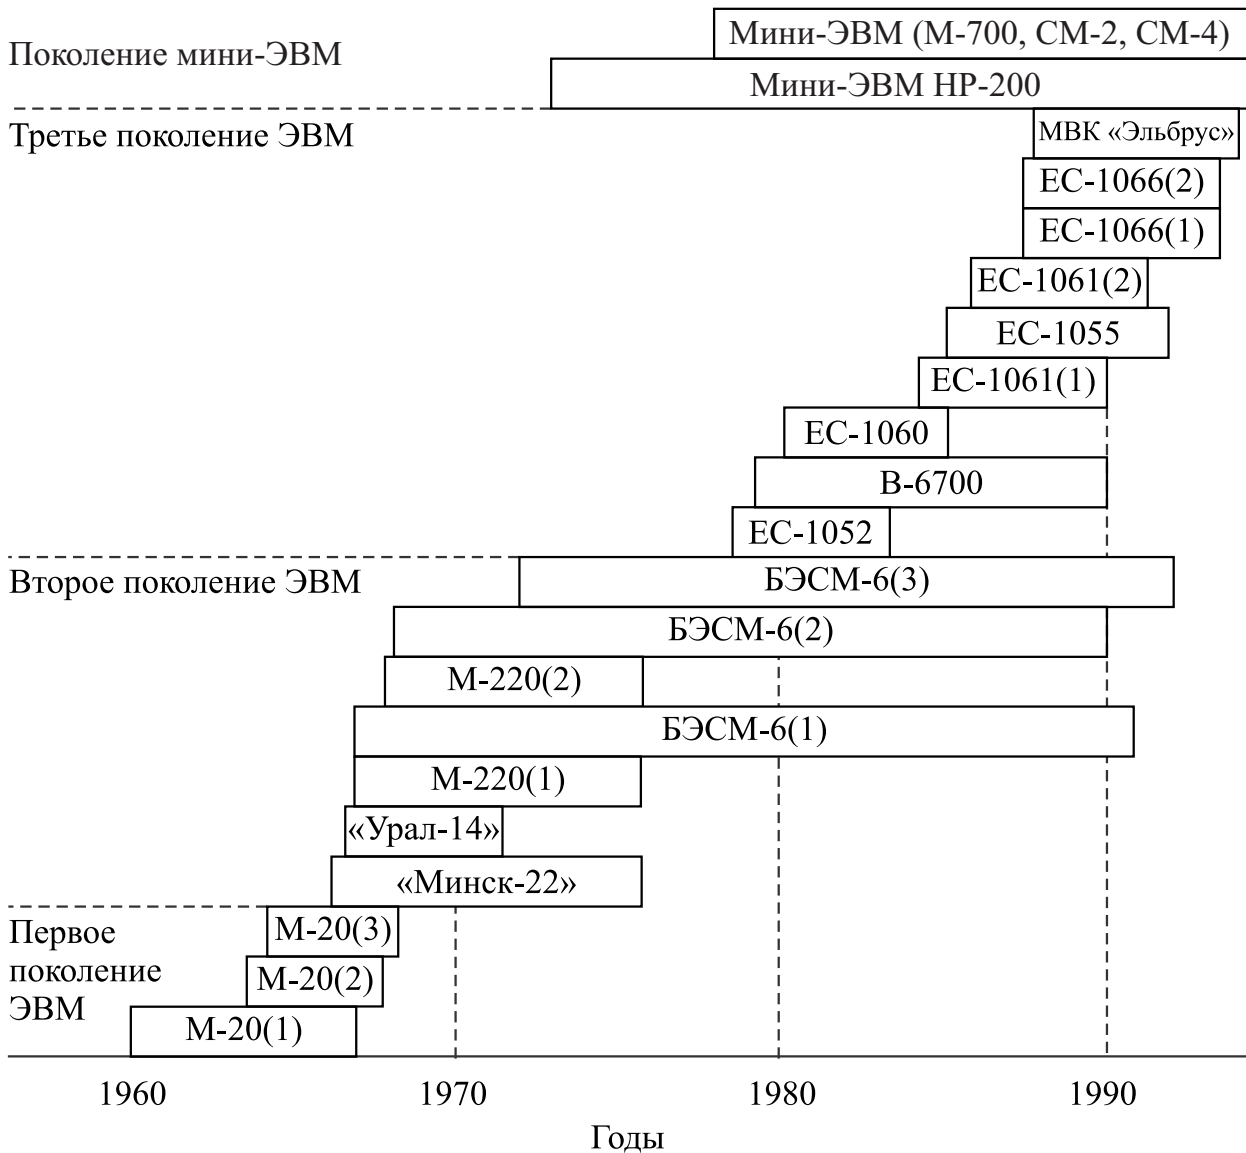 Мини-ЭВМ (М-700, СМ-2, СМ-4)
Поколение мини-ЭВМ
Мини-ЭВМ HP-200
Третье поколение ЭВМ
МВК «Эльбрус»
ЕС-1066(2)
ЕС-1066(1)
ЕС-1061(2)
ЕС-1055
ЕС-1061(1)
ЕС-1060
В-6700
ЕС-1052
Второе поколение ЭВМ
БЭСМ-6(3)
БЭСМ-6(2)
М-220(2)
БЭСМ-6(1)
М-220(1)
«Урал-14»
«Минск-22»
Первое
поколение
ЭВМ
М-20(3)
М-20(2)
М-20(1)
1960 1970 1980 1990
Годы